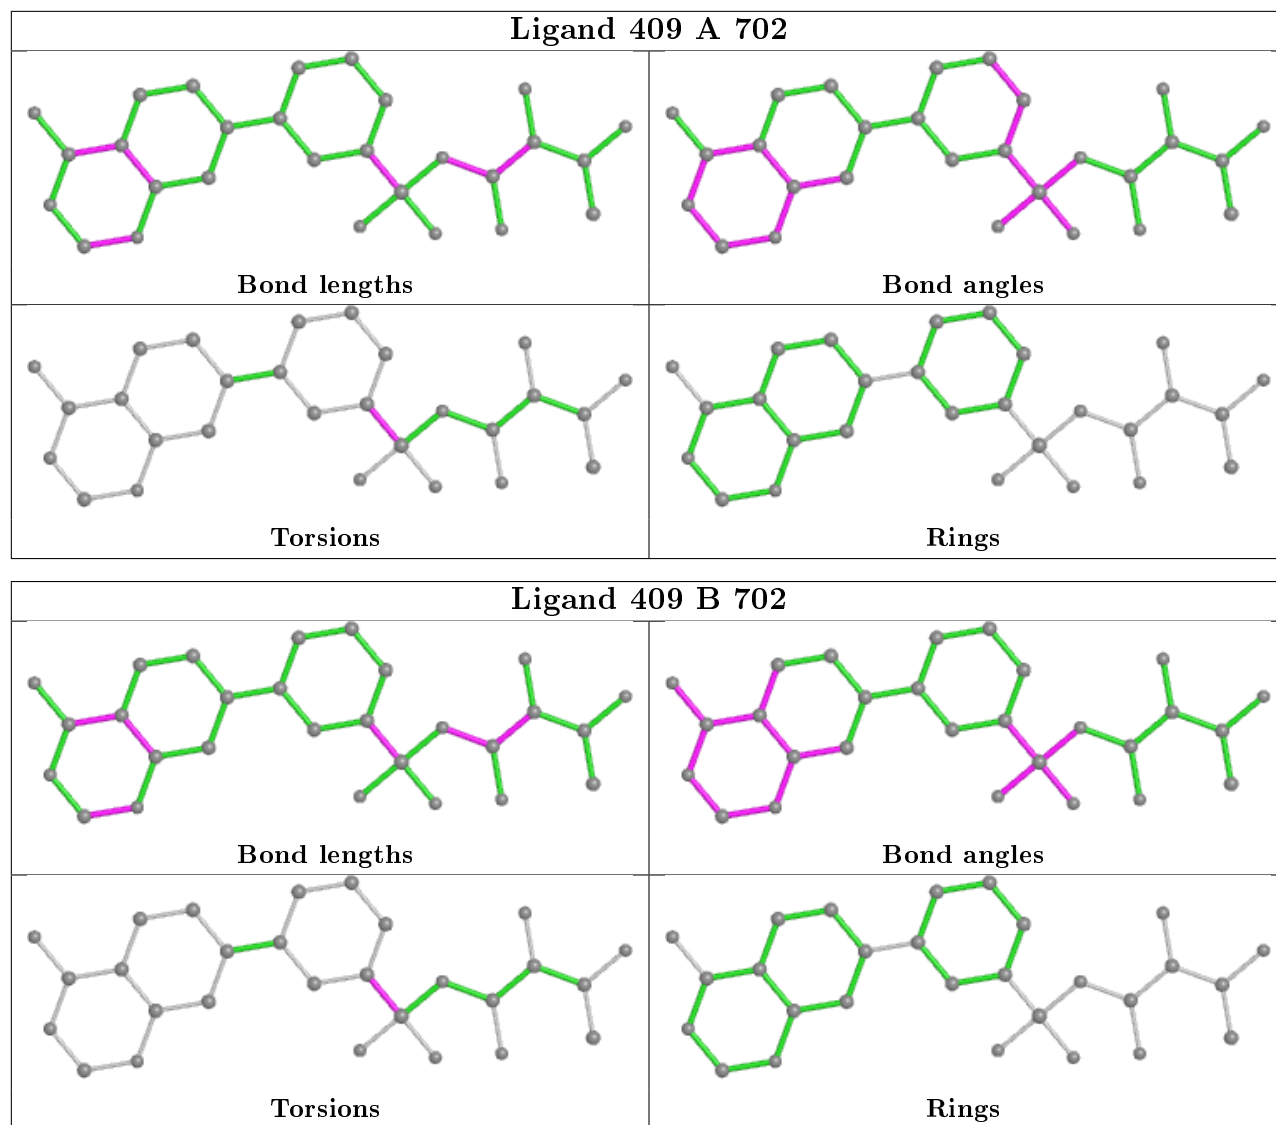 Ligand 409 A 702
Bond lengths
Bond angles
Torsions
Rings
Ligand 409 B 702
Bond lengths
Bond angles
Torsions
Rings